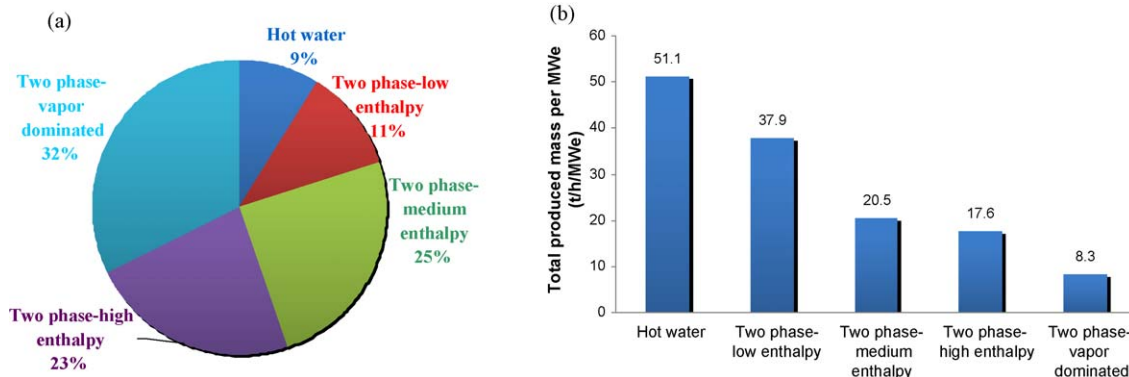 (a)
Hot water
9%
Two phase-low
enthalpy
11%
Two phase-
medium
enthalpy
25%
Two phase-high
enthalpy
23%
Two phase-
vapor
dominated
32%
(b)
Total produced mass per MWe
(t/h/MWe)
60
50
40
30
20
10
0
51.1
37.9
20.5
17.6
8.3
Hot water
Two phase-
low enthalpy
Two phase-
medium
enthalpy
Two phase-
high enthalpy
Two phase-
vapor
dominated